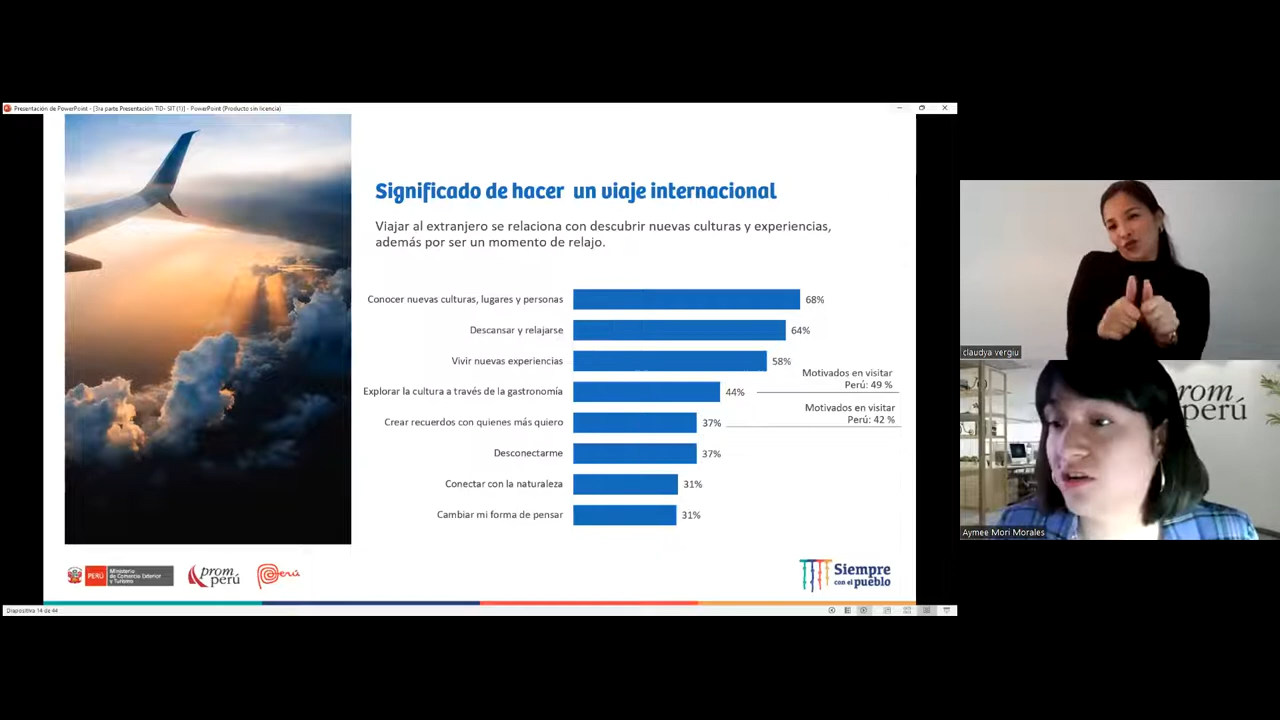 Presentación de PowerPoint - [3ra parte Presentación TID- SIT (1)] - PowerPoint (Producto sin licencia)
Significado de hacer un viaje internacional
Viajar al extranjero se relaciona con descubrir nuevas culturas y experiencias,
además por ser un momento de relajo.
Conocer nuevas culturas, lugares y personas 68%
Descansar y relajarse 64%
Vivir nuevas experiencias 58%
Motivados en visitar
Perú: 49 %
Explorar la cultura a través de la gastronomía 44%
Motivados en visitar
Perú: 42 %
Crear recuerdos con quienes más quiero 37%
Desconectarme 37%
Conectar con la naturaleza 31%
Cambiar mi forma de pensar 31%
PERÚ
Ministerio
de Comercio Exterior
y Turismo
prom
perú
Perú
Siempre
con el pueblo
Diapositiva 14 de 44
claudya vergiu
prom
perú
Aymee Mori Morales